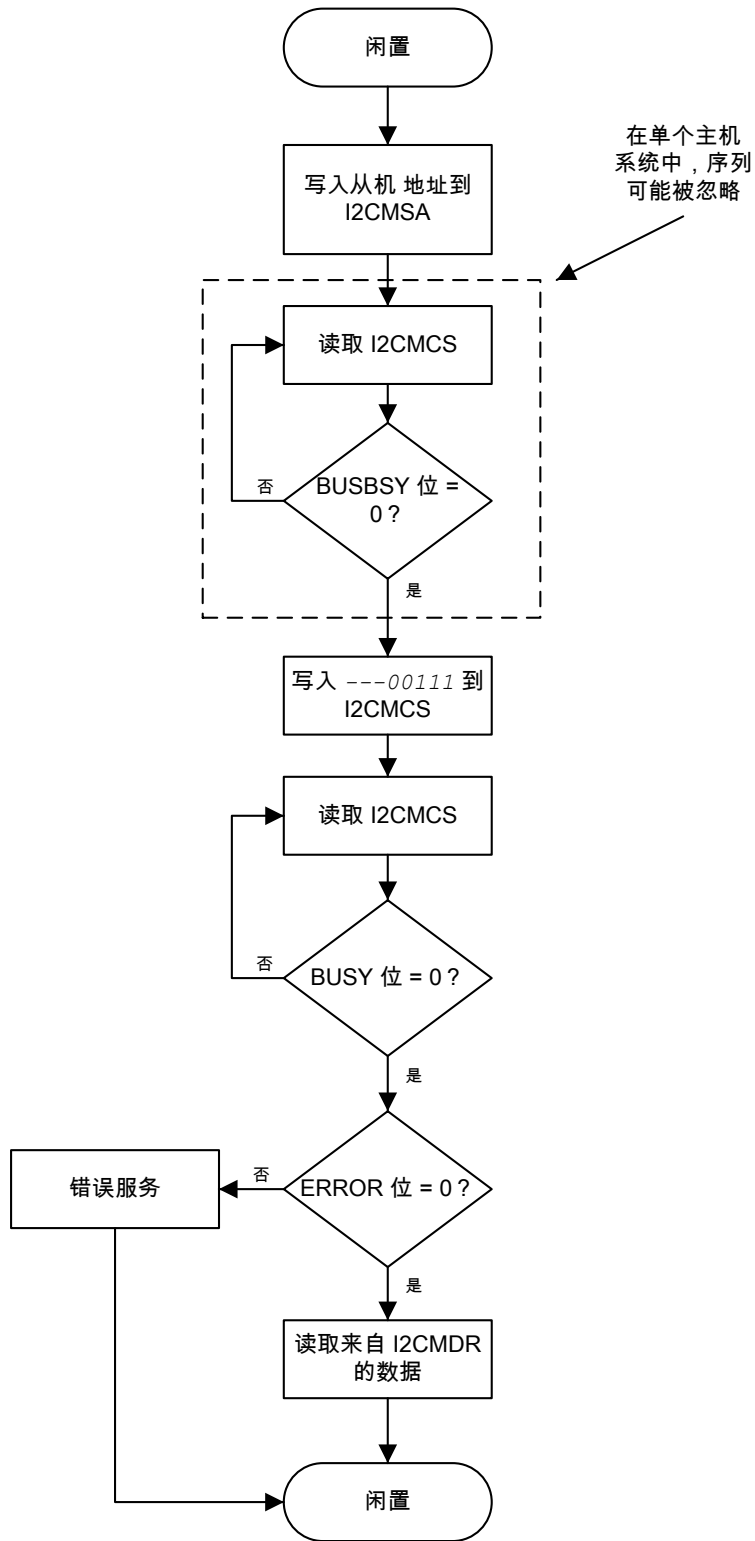 闲置
在单个主机
系统中，序列
可能被忽略
写入从机 地址到
I2CMSA
读取 I2CMCS
否
BUSBSY 位 =
0？
是
写入 ---00111 到
I2CMCS
读取 I2CMCS
否
BUSY 位 = 0？
是
错误服务
否
ERROR 位 = 0？
是
读取来自 I2CMDR
的数据
闲置